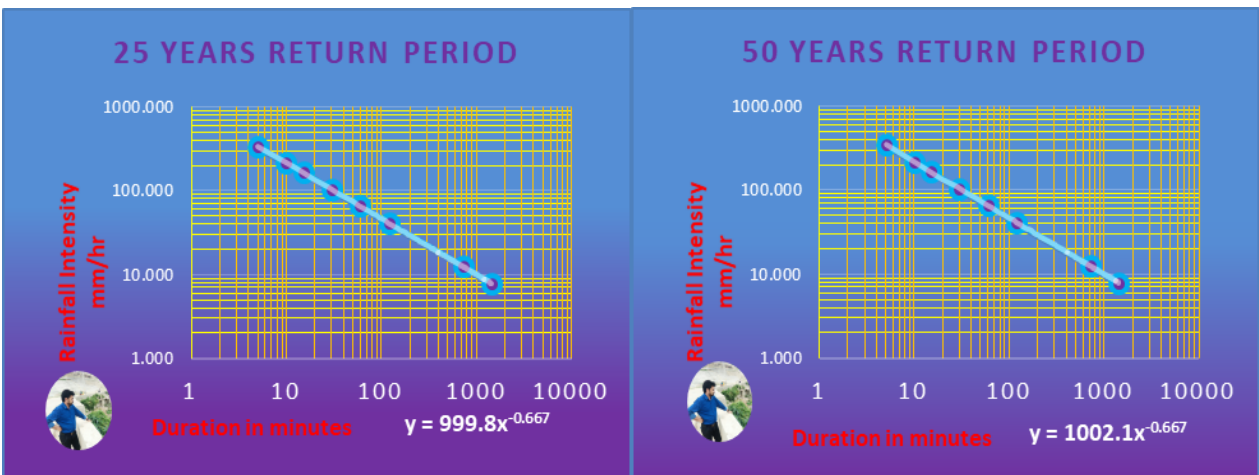 25 YEARS RETURN PERIOD
1000.000
100.000
10.000
1.000
Rainfall Intensity
mm/hr
1 10 100 1000 10000
Duration in minutes
y = 999.8x^-0.667
50 YEARS RETURN PERIOD
1000.000
100.000
10.000
1.000
Rainfall Intensity
mm/hr
1 10 100 1000 10000
Duration in minutes
y = 1002.1x^-0.667